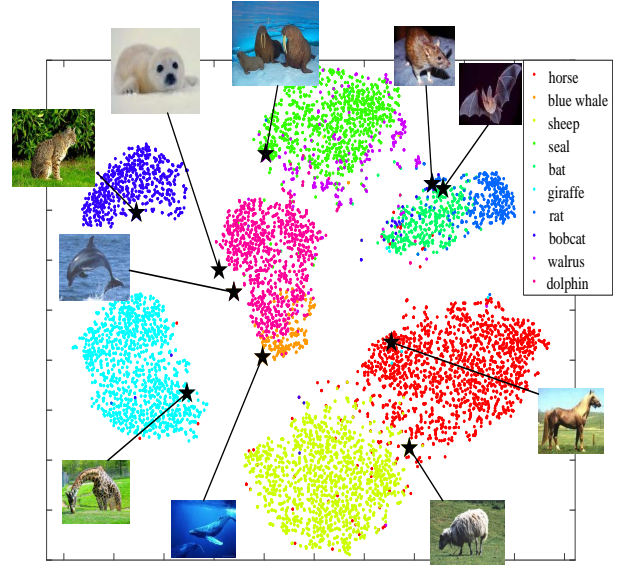 horse
blue whale
sheep
seal
bat
giraffe
rat
bobcat
walrus
dolphin